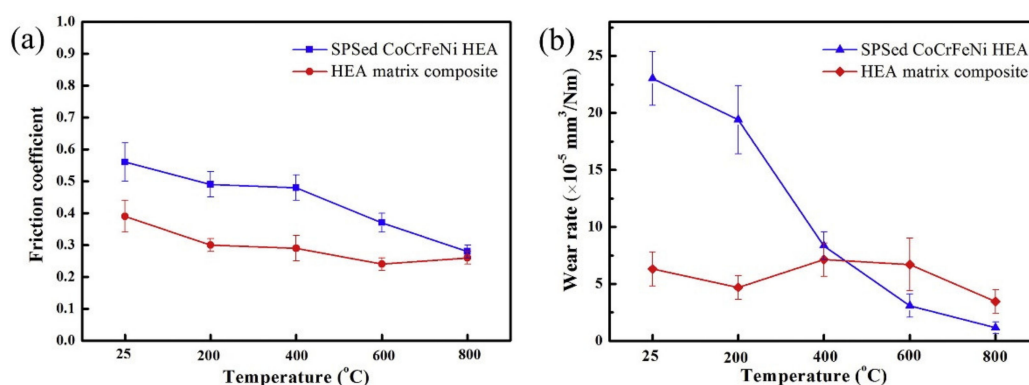 (a)
1.0
0.9
0.8
0.7
0.6
0.5
0.4
0.3
0.2
0.1
0.0
Friction coefficient
SPSed CoCrFeNi HEA
HEA matrix composite
25 200 400 600 800
Temperature (°C)
(b)
25
20
15
10
5
0
Wear rate (×10⁻⁵ mm³/Nm)
SPSed CoCrFeNi HEA
HEA matrix composite
25 200 400 600 800
Temperature (°C)